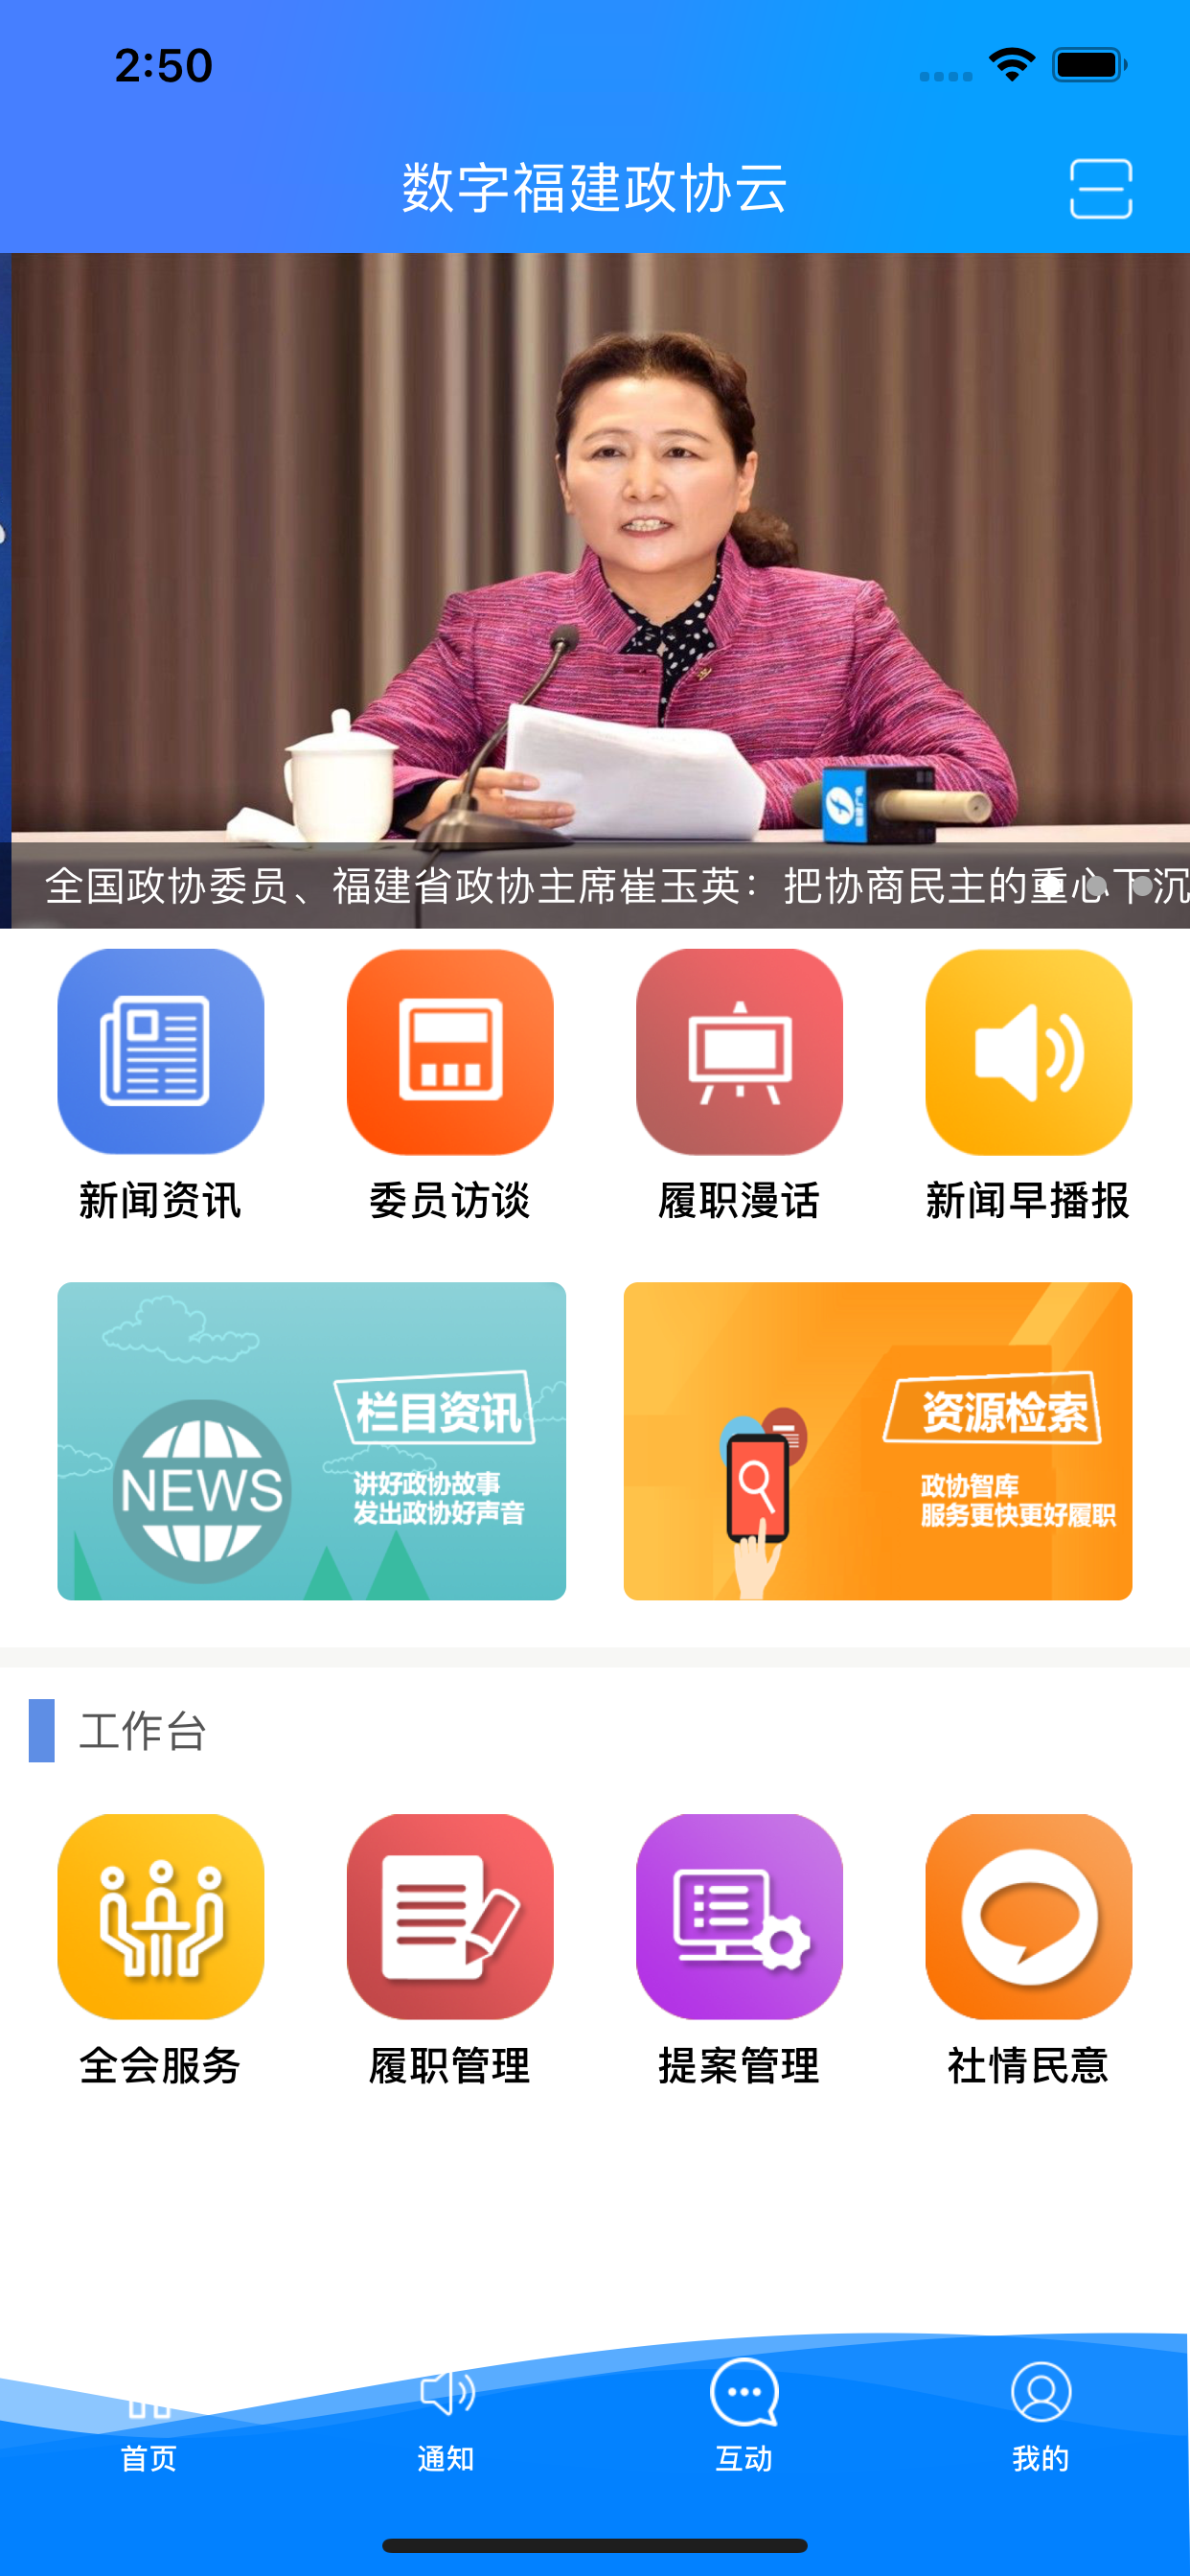 2:50
数字福建政协云
全国政协委员、福建省政协主席崔玉英：把协商民主的重心下沉
新闻资讯
委员访谈
履职漫话
新闻早播报
栏目资讯
NEWS
讲好政协故事
发出政协好声音
资源检索
政协智库
服务更快更好履职
工作台
全会服务
履职管理
提案管理
社情民意
首页
通知
互动
我的